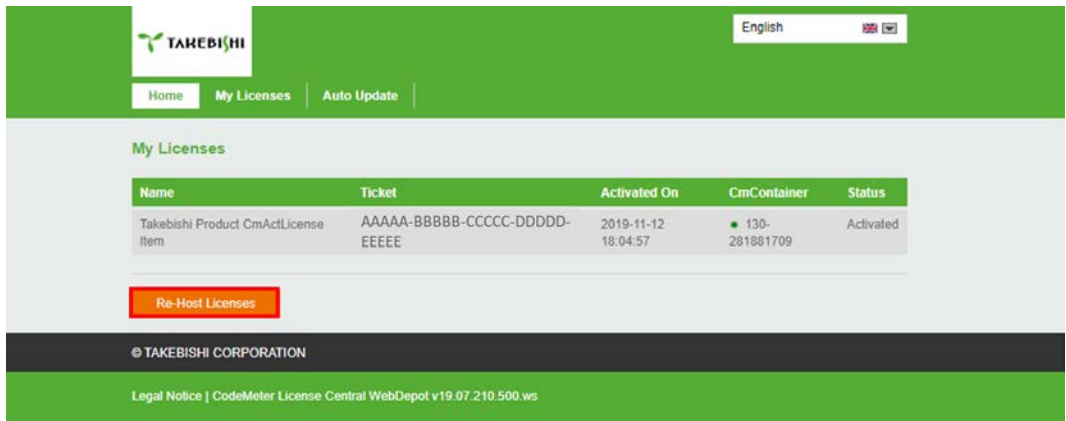 TAKEBISHI
English
Home My Licenses Auto Update
My Licenses
Name Ticket Activated On CmContainer Status
Takebishi Product CmActLicense AAAAA-BBBBB-CCCCC-DDDDD- 2019-11-12 130- Activated
Item EEEEE 18:04:57 281881709
Re-Host Licenses
© TAKEBISHI CORPORATION
Legal Notice | CodeMeter License Central WebDepot v19.07.210.500.ws